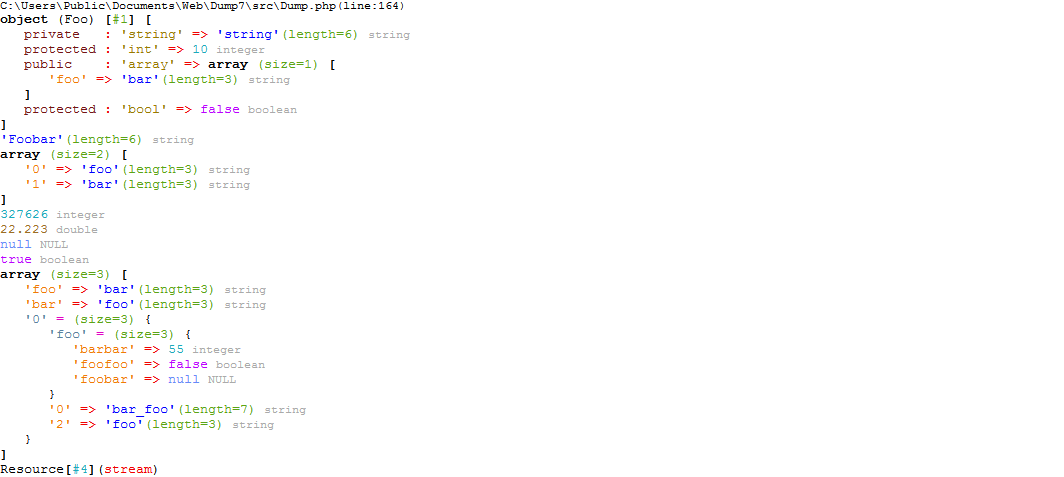 C:\Users\Public\Documents\Web\Dump7\src\Dump.php(line:164)
object (Foo) [#1] [
   private   : 'string' => 'string'(length=6) string
   protected : 'int' => 10 integer
   public    : 'array' => array (size=1) [
      'foo' => 'bar'(length=3) string
   ]
   protected : 'bool' => false boolean
]
'Foobar'(length=6) string
array (size=2) [
   '0' => 'foo'(length=3) string
   '1' => 'bar'(length=3) string
]
327626 integer
22.223 double
null NULL
true boolean
array (size=3) [
   'foo' => 'bar'(length=3) string
   'bar' => 'foo'(length=3) string
   '0' = (size=3) {
      'foo' = (size=3) {
         'barbar' => 55 integer
         'foofoo' => false boolean
         'foobar' => null NULL
      }
      '0' => 'bar_foo'(length=7) string
      '2' => 'foo'(length=3) string
   }
]
Resource[#4](stream)